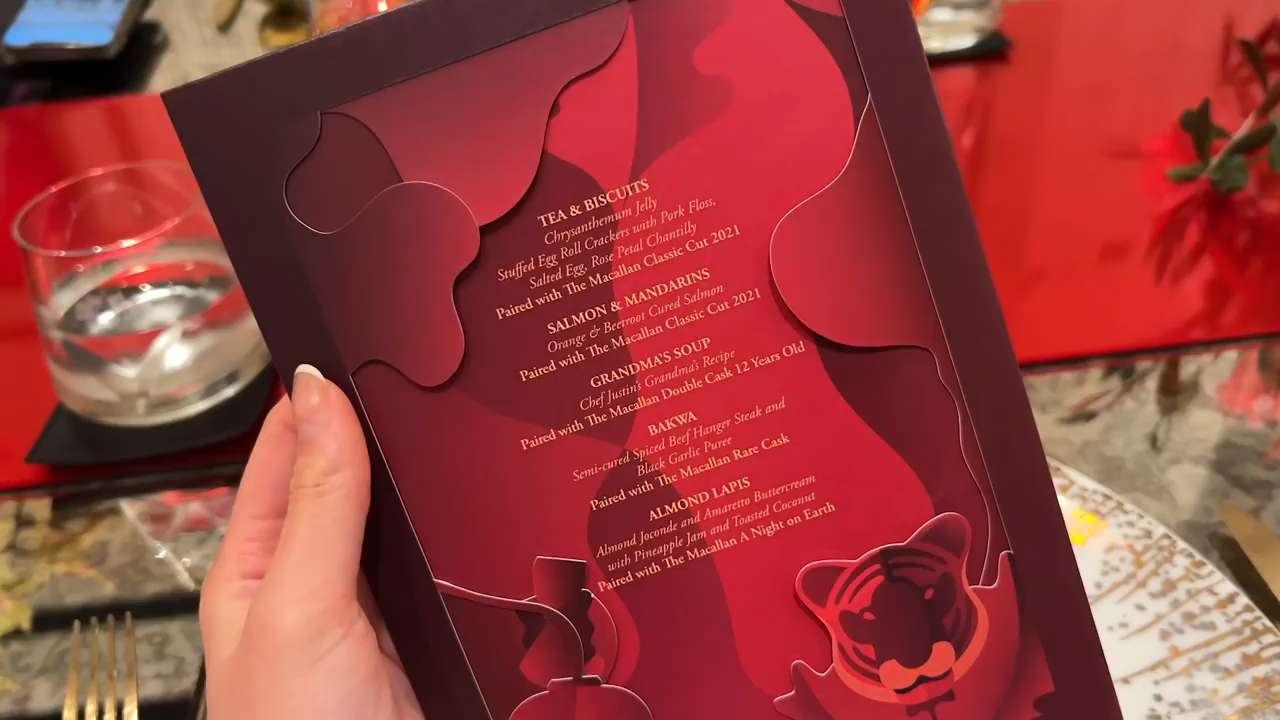 TEA & BISCUITS
Chrysanthemum Jelly
Stuffed Egg Roll Crackers with Pork Floss,
Salted Egg, Rose Petal Chantilly
Paired with The Macallan Classic Cut 2021
SALMON & MANDARINS
Orange & Beetroot Cured Salmon
Paired with The Macallan Classic Cut 2021
GRANDMA'S SOUP
Chef Justin's Grandma's Recipe
Paired with The Macallan Double Cask 12 Years Old
BAKWA
Semi-cured Spiced Beef Hanger Steak and
Black Garlic Puree
Paired with The Macallan Rare Cask
ALMOND LAPIS
Almond Joconde and Amaretto Buttercream
with Pineapple Jam and Toasted Coconut
Paired with The Macallan A Night on Earth